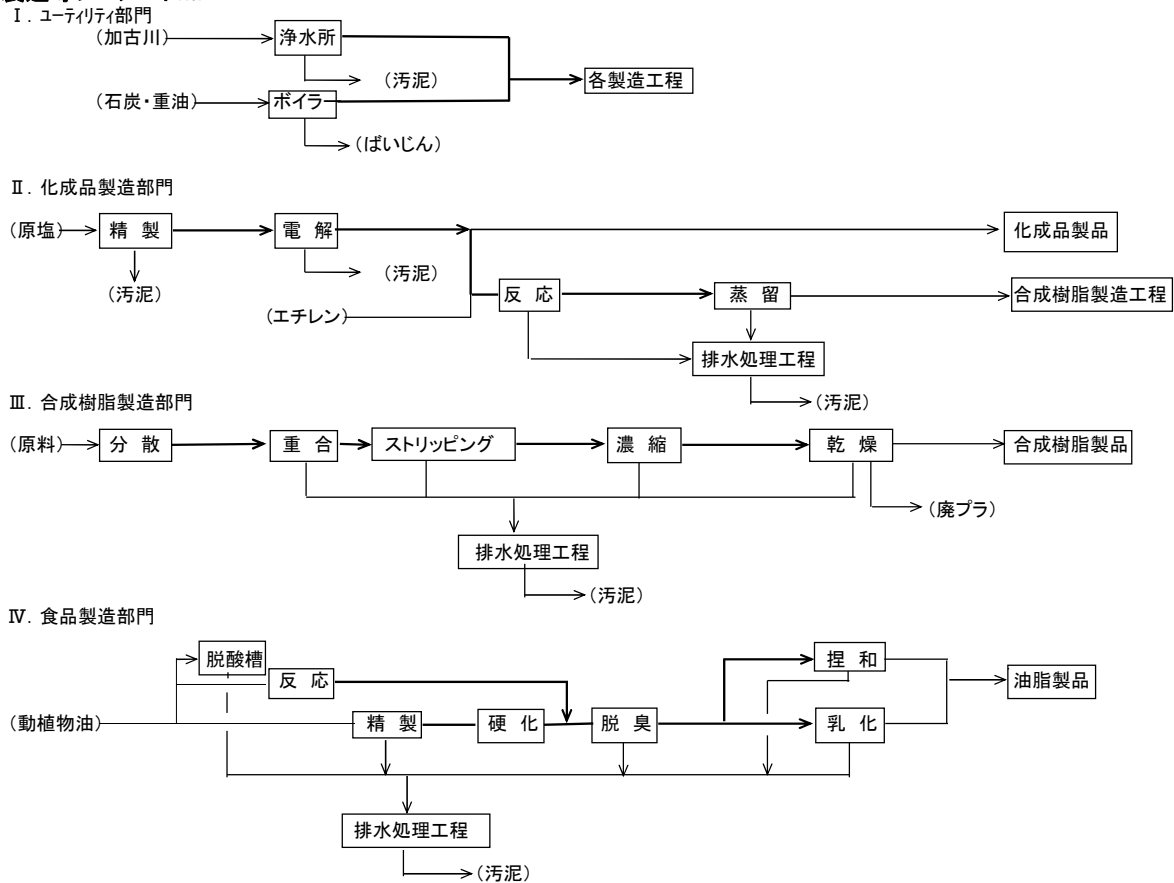 Ⅰ. ユーティリティ部門
(加古川)
浄水所
(汚泥)
各製造工程
(石炭・重油)
ボイラー
(ばいじん)
Ⅱ. 化成品製造部門
(原塩)
精 製
電 解
化成品製品
(汚泥)
(汚泥)
反 応
蒸 留
合成樹脂製造工程
(エチレン)
排水処理工程
(汚泥)
Ⅲ. 合成樹脂製造部門
(原料)
分 散
重 合
ストリッピング
濃 縮
乾 燥
合成樹脂製品
(廃プラ)
排水処理工程
(汚泥)
Ⅳ. 食品製造部門
脱酸槽
捏 和
反 応
油脂製品
(動植物油)
精 製
硬 化
脱 臭
乳 化
排水処理工程
(汚泥)